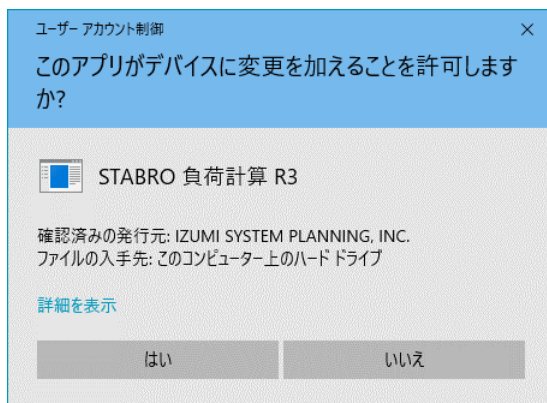 ユーザー アカウント制御
このアプリがデバイスに変更を加えることを許可します
か?
STABRO 負荷計算 R3
確認済みの発行元: IZUMI SYSTEM PLANNING, INC.
ファイルの入手先: このコンピューター上のハード ドライブ
詳細を表示
はい
いいえ